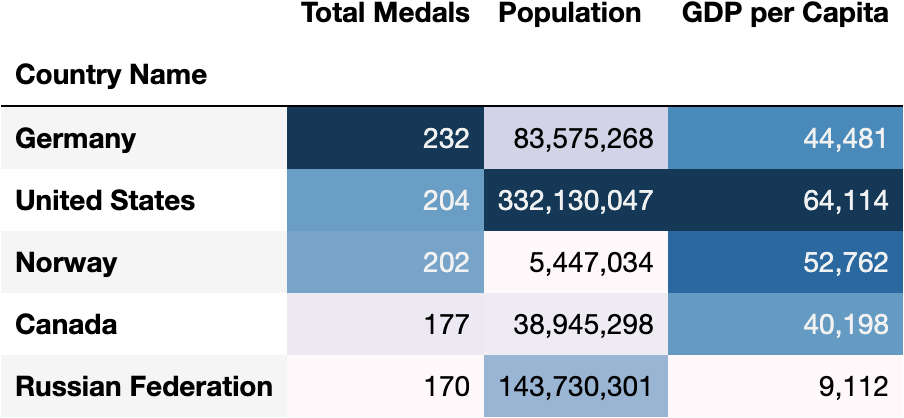 Total Medals Population GDP per Capita
Country Name
Germany 232 83,575,268 44,481
United States 204 332,130,047 64,114
Norway 202 5,447,034 52,762
Canada 177 38,945,298 40,198
Russian Federation 170 143,730,301 9,112